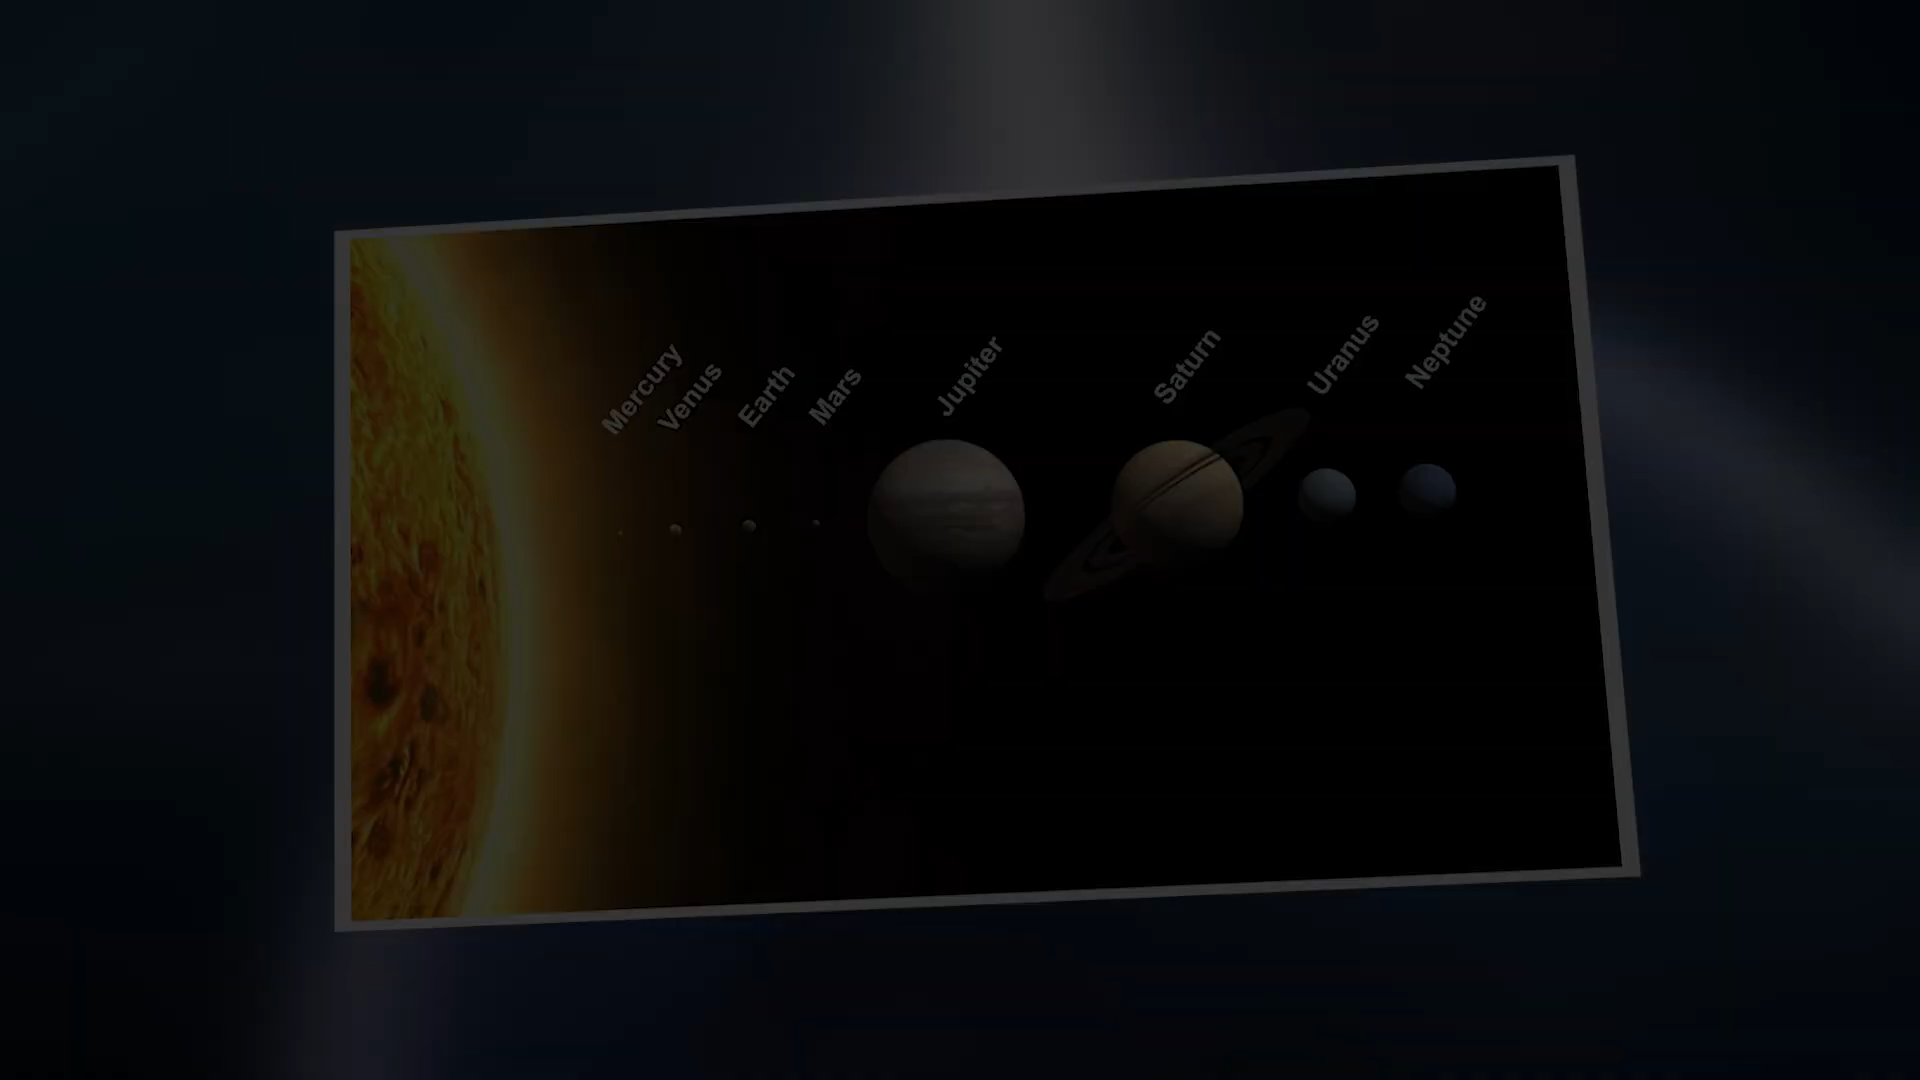 Mercury
Venus
Earth
Mars
Jupiter
Saturn
Uranus
Neptune